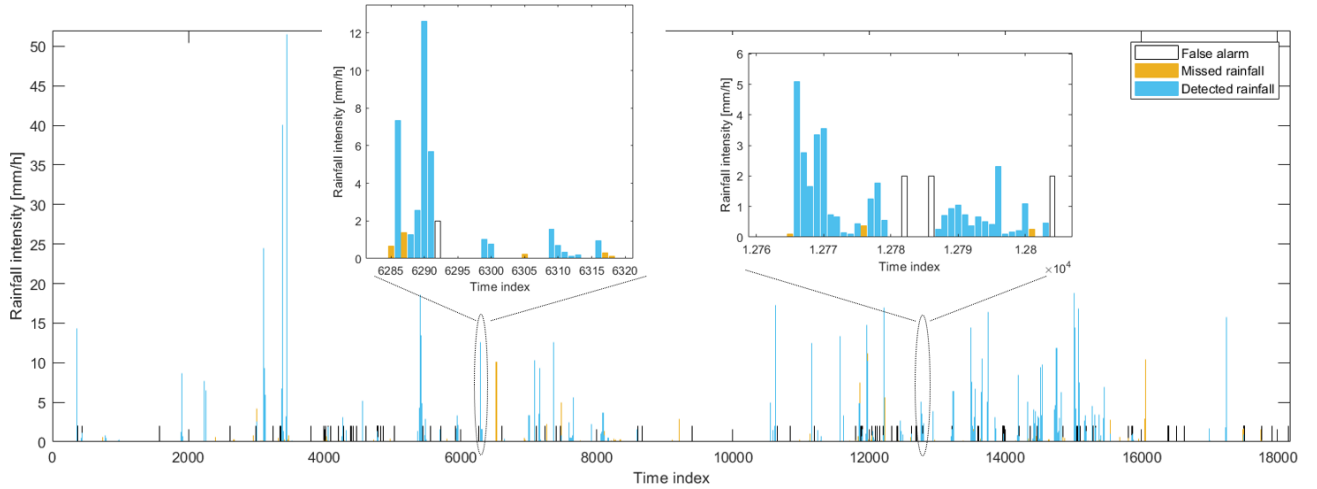 50
45
40
35
30
25
20
15
10
5
0
Rainfall intensity [mm/h]
0 2000 4000 6000 8000 10000 12000 14000 16000 18000
Time index
12
10
8
6
4
2
0
Rainfall intensity [mm/h]
6285 6290 6295 6300 6305 6310 6315 6320
Time index
6
5
4
3
2
1
0
Rainfall intensity [mm/h]
1.276 1.277 1.278 1.279 1.28
×10⁴
Time index
False alarm
Missed rainfall
Detected rainfall